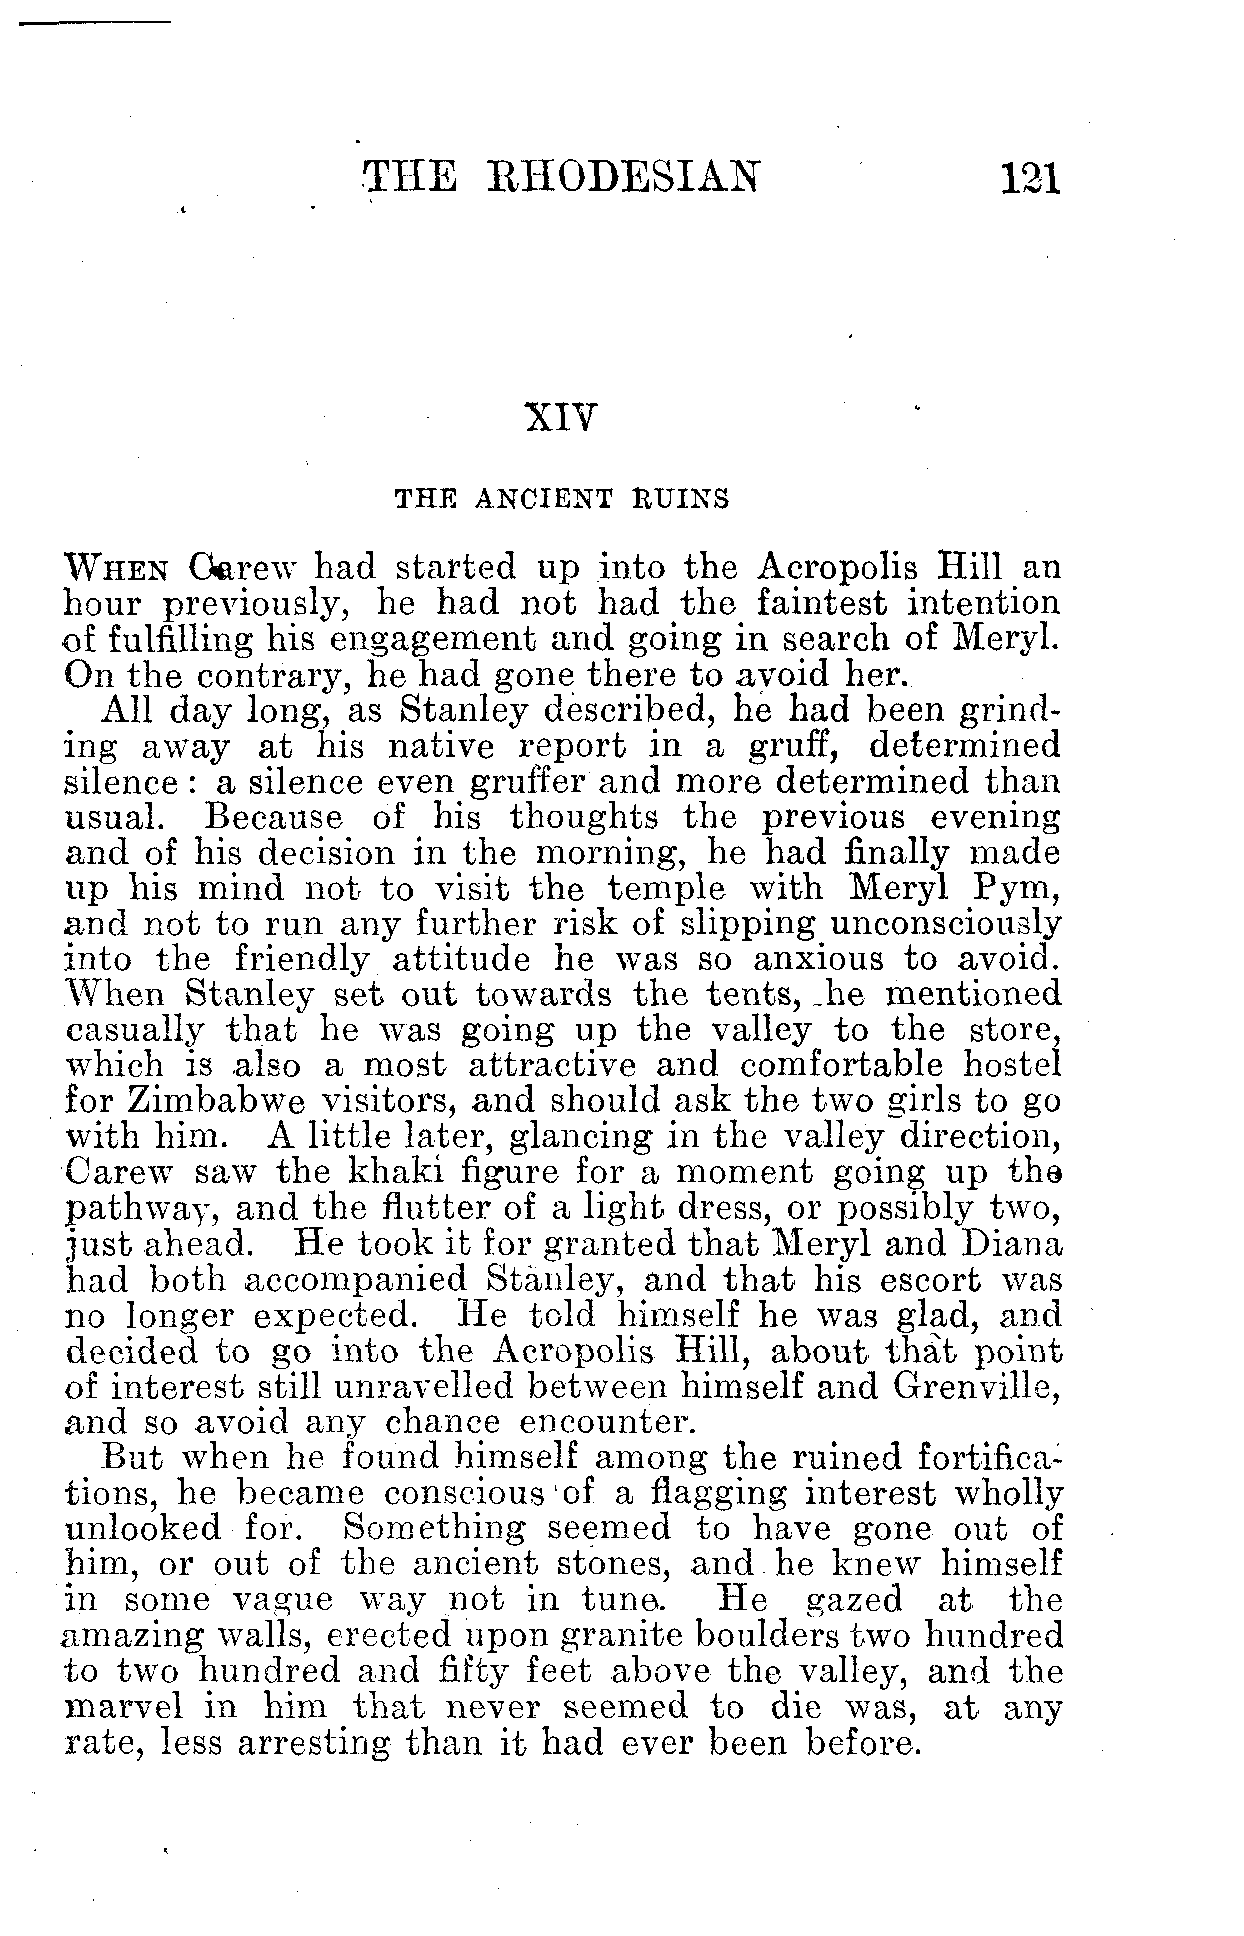 THE RHODESIAN 121
XIV
THE ANCIENT RUINS
WHEN Carew had started up into the Acropolis Hill an
hour previously, he had not had the faintest intention
of fulfilling his engagement and going in search of Meryl.
On the contrary, he had gone there to avoid her.
All day long, as Stanley described, he had been grind-
ing away at his native report in a gruff, determined
silence : a silence even gruffer and more determined than
usual. Because of his thoughts the previous evening
and of his decision in the morning, he had finally made
up his mind not to visit the temple with Meryl Pym,
and not to run any further risk of slipping unconsciously
into the friendly attitude he was so anxious to avoid.
When Stanley set out towards the tents, he mentioned
casually that he was going up the valley to the store,
which is also a most attractive and comfortable hostel
for Zimbabwe visitors, and should ask the two girls to go
with him. A little later, glancing in the valley direction,
Carew saw the khaki figure for a moment going up the
pathway, and the flutter of a light dress, or possibly two,
just ahead. He took it for granted that Meryl and Diana
had both accompanied Stanley, and that his escort was
no longer expected. He told himself he was glad, and
decided to go into the Acropolis Hill, about that point
of interest still unravelled between himself and Grenville,
and so avoid any chance encounter.
But when he found himself among the ruined fortifica-
tions, he became conscious of a flagging interest wholly
unlooked for. Something seemed to have gone out of
him, or out of the ancient stones, and he knew himself
in some vague way not in tune. He gazed at the
amazing walls, erected upon granite boulders two hundred
to two hundred and fifty feet above the valley, and the
marvel in him that never seemed to die was, at any
rate, less arresting than it had ever been before.